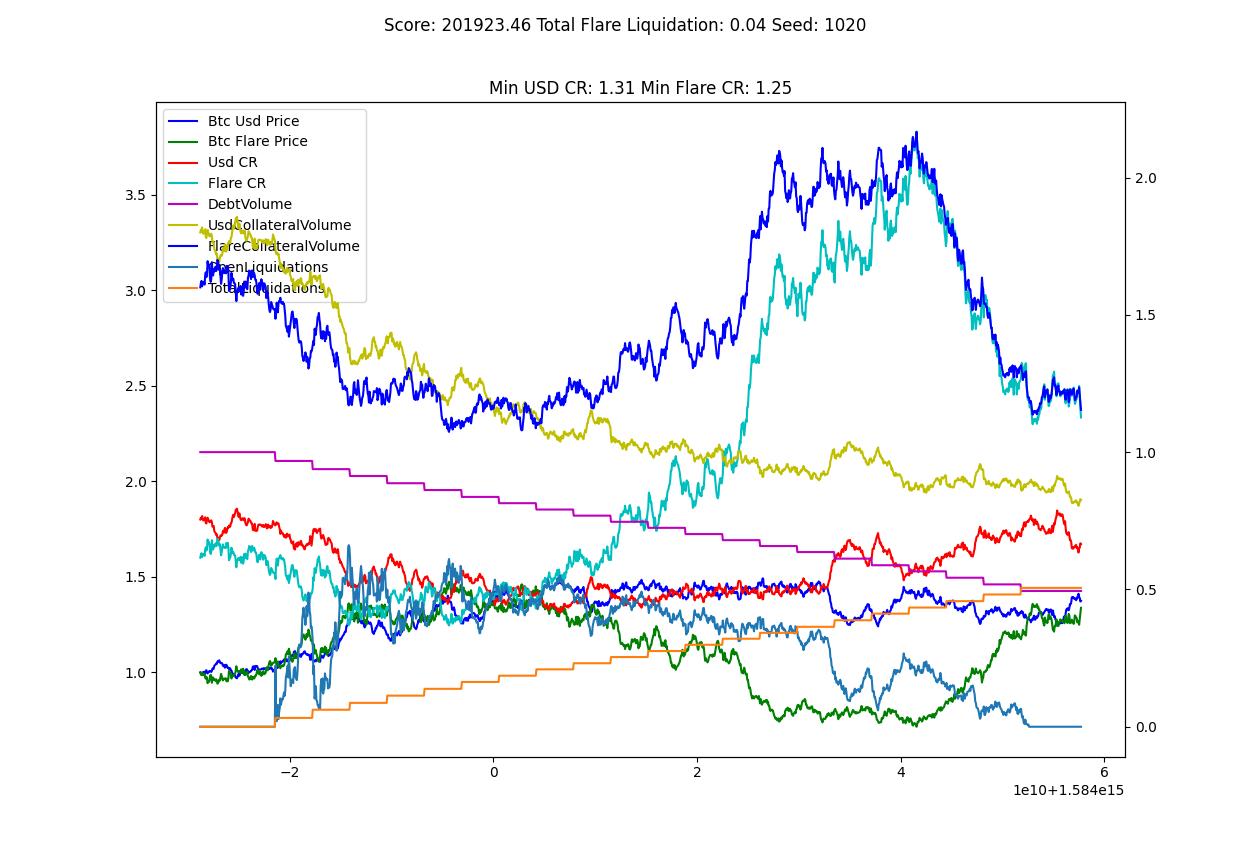 Score: 201923.46 Total Flare Liquidation: 0.04 Seed: 1020
Min USD CR: 1.31 Min Flare CR: 1.25
Btc Usd Price
Btc Flare Price
Usd CR
Flare CR
DebtVolume
UsdCollateralVolume
FlareCollateralVolume
OpenLiquidations
TotalLiquidations
3.5
3.0
2.5
2.0
1.5
1.0
2.0
1.5
1.0
0.5
0.0
−2
0
2
4
6
1e10+1.584e15